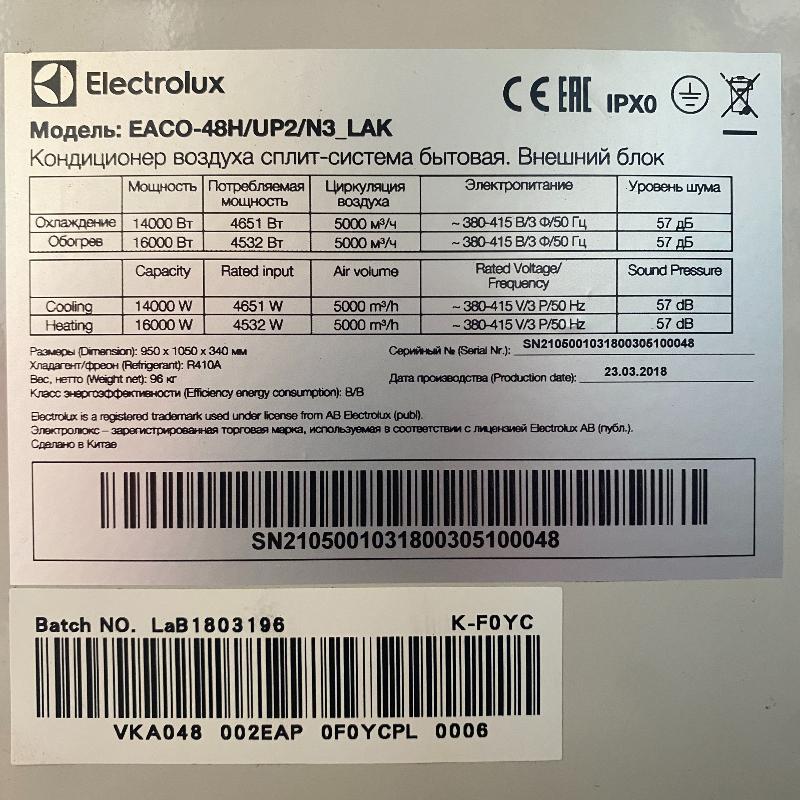 Electrolux
CE EAC IPX0
Модель: EACO-48H/UP2/N3_LAK
Кондиционер воздуха сплит-система бытовая. Внешний блок
Мощность Потребляемая мощность Циркуляция воздуха Электропитание Уровень шума
Охлаждение 14000 Вт 4651 Вт 5000 м³/ч ~ 380-415 В/3 Ф/50 Гц 57 дБ
Обогрев 16000 Вт 4532 Вт 5000 м³/ч ~ 380-415 В/3 Ф/50 Гц 57 дБ
Capacity Rated input Air volume Rated Voltage/ Frequency Sound Pressure
Cooling 14000 W 4651 W 5000 m³/h ~ 380-415 V/3 P/50 Hz 57 dB
Heating 16000 W 4532 W 5000 m³/h ~ 380-415 V/3 P/50 Hz 57 dB
Размеры (Dimension): 950 x 1050 x 340 мм
Хладагент/фреон (Refrigerant): R410A
Вес, нетто (Weight net): 96 кг
Класс энергоэффективности (Efficiency energy consumption): B/B
Серийный № (Serial Nr.): SN2105001031800305100048
Дата производства (Production date): 23.03.2018
Electrolux is a registered trademark used under license from AB Electrolux (publ).
Электролюкс – зарегистрированная торговая марка, используемая в соответствии с лицензией Electrolux AB (публ.).
Сделано в Китае
SN2105001031800305100048
Batch NO. LaB1803196 K-F0YC
VKA048 002EAP 0F0YCPL 0006